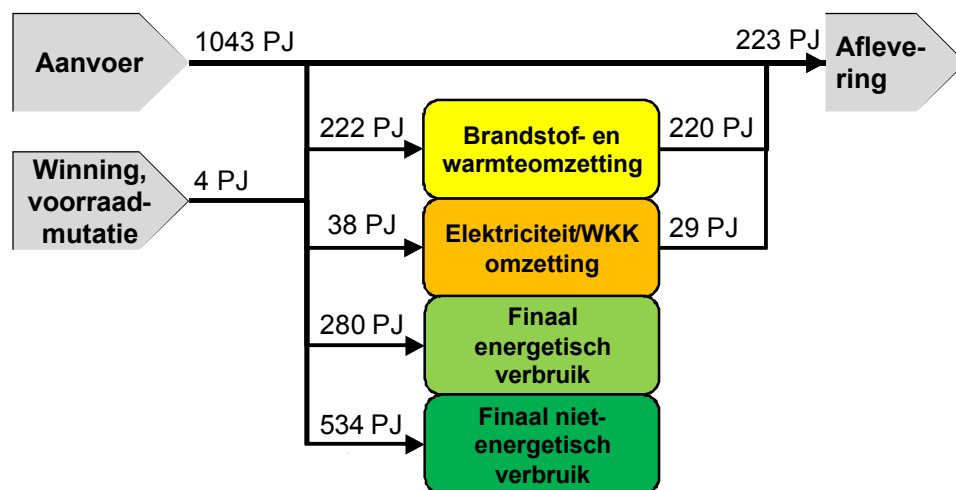 Aanvoer
1043 PJ
223 PJ
Afleve-
ring
222 PJ
Brandstof- en
warmteomzetting
220 PJ
Winning,
voorraad-
mutatie
4 PJ
38 PJ
Elektriciteit/WKK
omzetting
29 PJ
280 PJ
Finaal
energetisch
verbruik
534 PJ
Finaal niet-
energetisch
verbruik